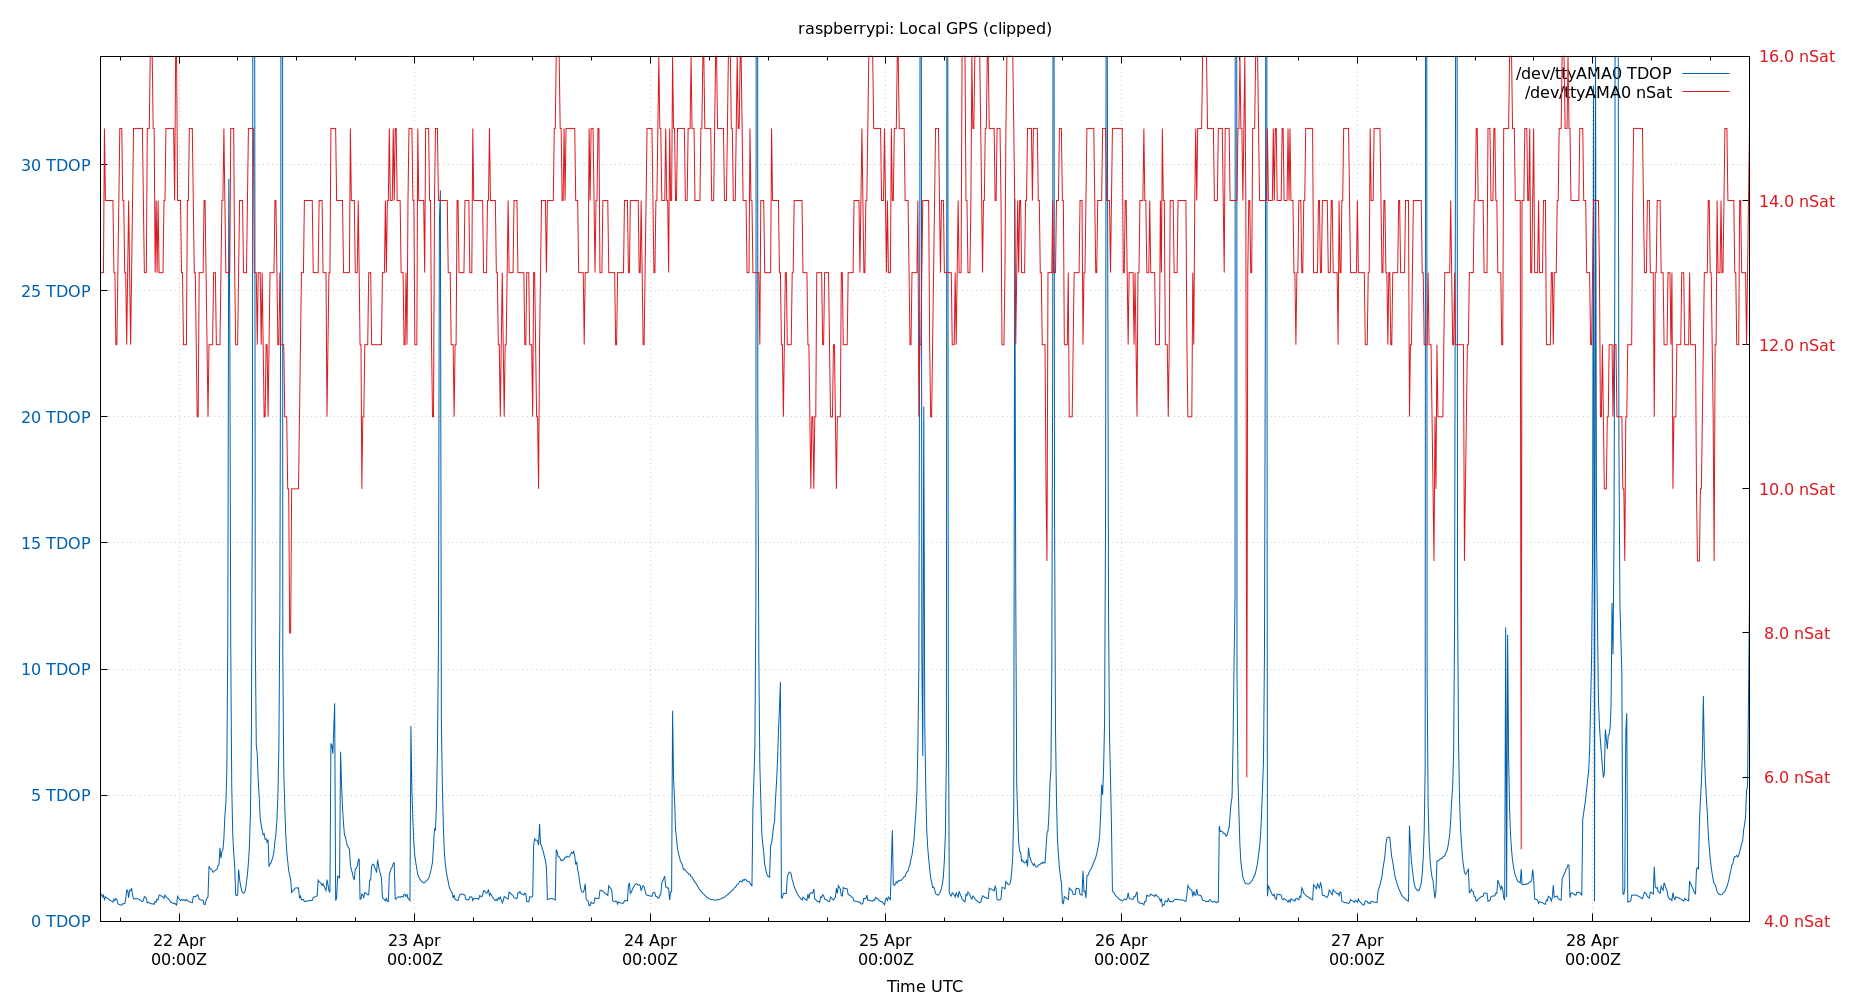 raspberrypi: Local GPS (clipped)
/dev/ttyAMA0 TDOP
/dev/ttyAMA0 nSat
30 TDOP
25 TDOP
20 TDOP
15 TDOP
10 TDOP
5 TDOP
0 TDOP
16.0 nSat
14.0 nSat
12.0 nSat
10.0 nSat
8.0 nSat
6.0 nSat
4.0 nSat
22 Apr 23 Apr 24 Apr 25 Apr 26 Apr 27 Apr 28 Apr
00:00Z 00:00Z 00:00Z 00:00Z 00:00Z 00:00Z 00:00Z
Time UTC